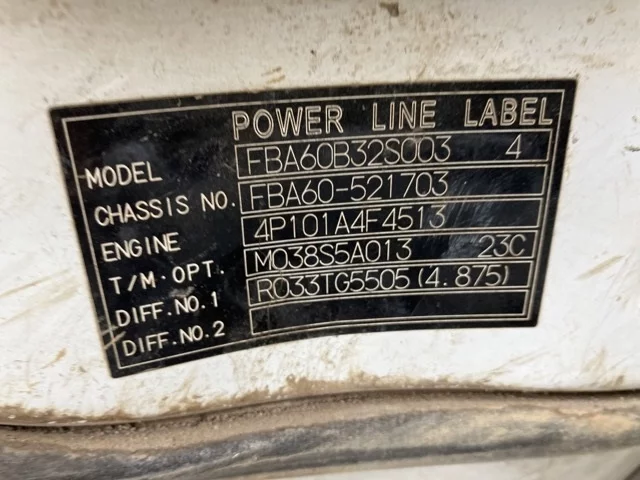 POWER LINE LABEL
MODEL FBA60B32S003 4
CHASSIS NO. FBA60-521703
ENGINE 4P101A4F4513
T/M·OPT. M038S5A013 23C
DIFF.NO.1 R033TG5505(4.875)
DIFF.NO.2